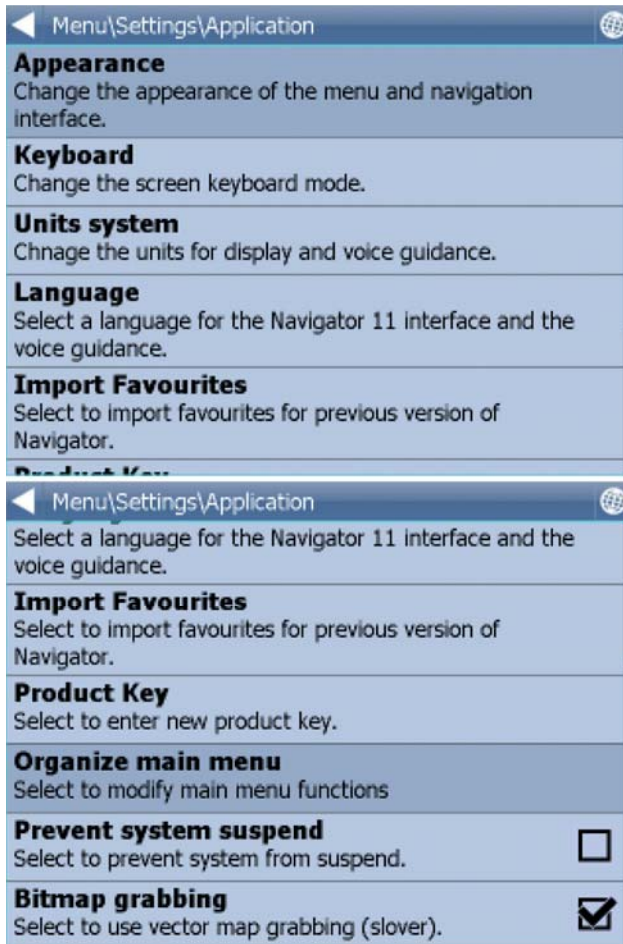 Menu\Settings\Application
Appearance
Change the appearance of the menu and navigation
interface.
Keyboard
Change the screen keyboard mode.
Units system
Chnage the units for display and voice guidance.
Language
Select a language for the Navigator 11 interface and the
voice guidance.
Import Favourites
Select to import favourites for previous version of
Navigator.
Product Key
Menu\Settings\Application
Select a language for the Navigator 11 interface and the
voice guidance.
Import Favourites
Select to import favourites for previous version of
Navigator.
Product Key
Select to enter new product key.
Organize main menu
Select to modify main menu functions
Prevent system suspend
Select to prevent system from suspend.
Bitmap grabbing
Select to use vector map grabbing (slover).